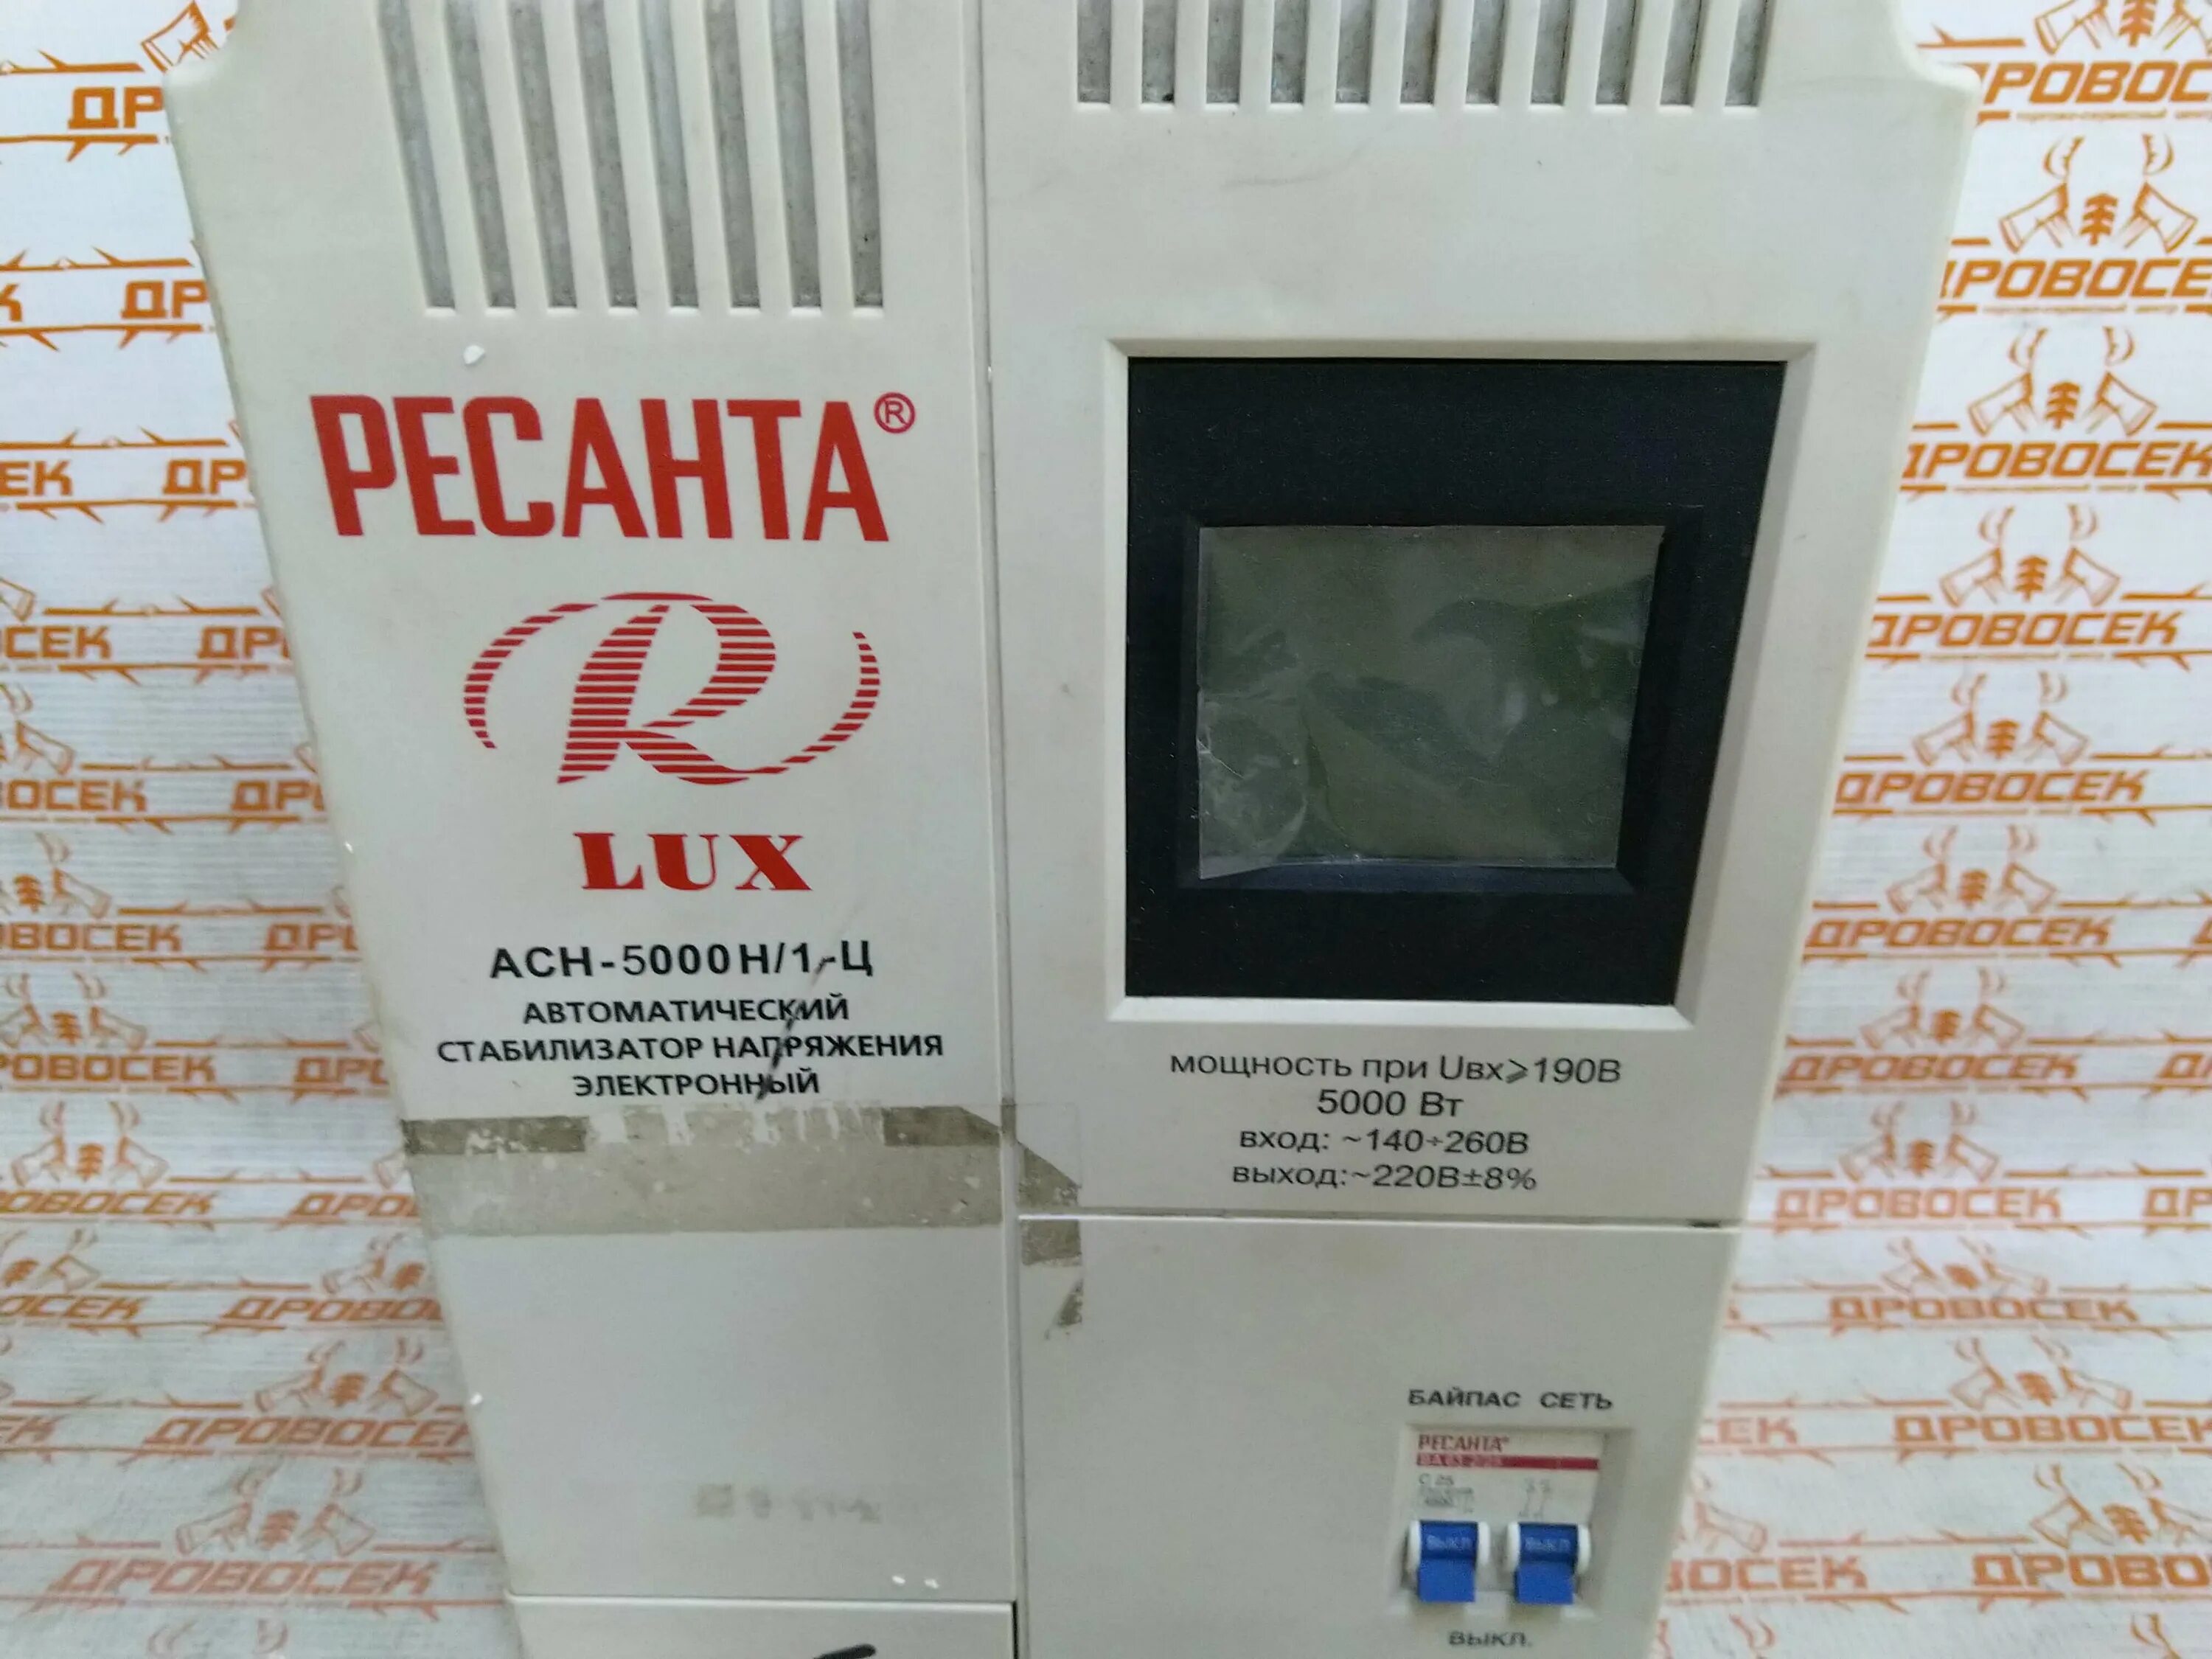 РЕСАНТА®
R
LUX
АСН-5000Н/1-Ц
АВТОМАТИЧЕСКИЙ
СТАБИЛИЗАТОР НАПРЯЖЕНИЯ
ЭЛЕКТРОННЫЙ
мощность при Uвх⩾190В
5000 Вт
вход: ~140÷260В
выход:~220В±8%
БАЙПАС СЕТЬ
РЕСАНТА®
C 25
ВЫКЛ ВЫКЛ
ВЫКЛ.
ДРОВОСЕК